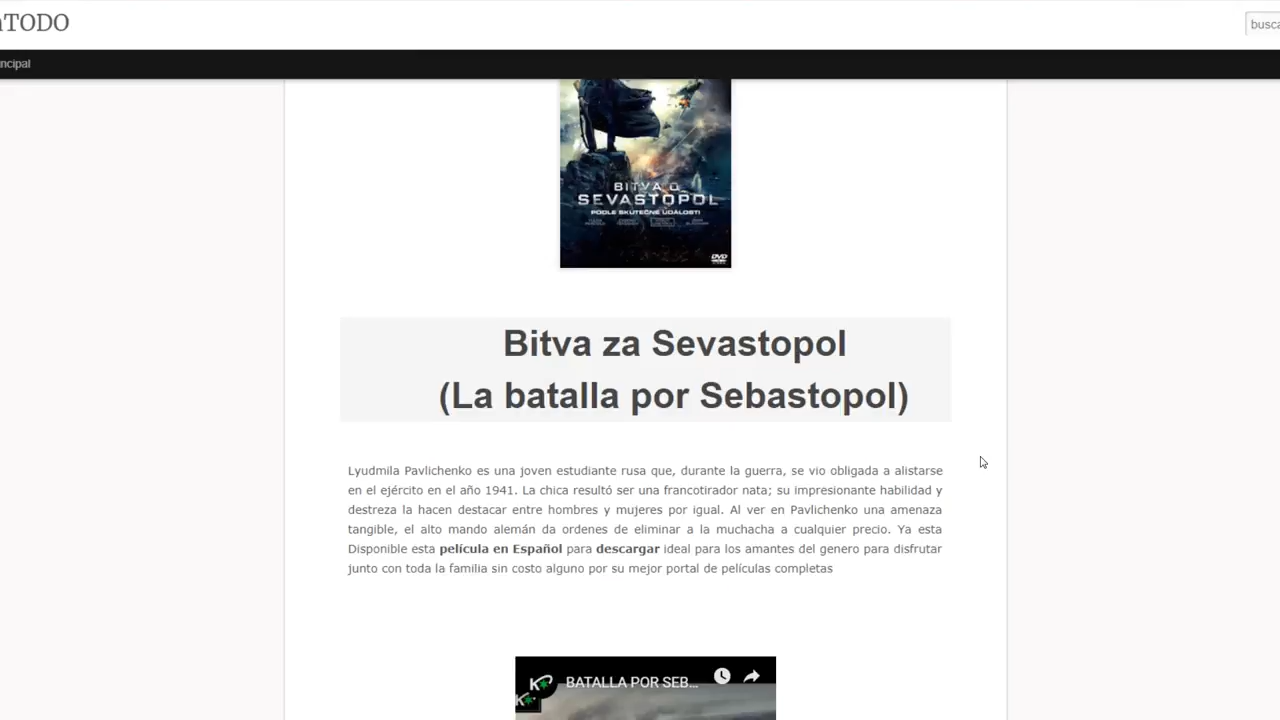 TODO
busca
ncipal
BITVA O
SEVASTOPOL
PODLE SKUTEČNÉ UDÁLOSTI
DVD
Bitva za Sevastopol
(La batalla por Sebastopol)
Lyudmila Pavlichenko es una joven estudiante rusa que, durante la guerra, se vio obligada a alistarse
en el ejército en el año 1941. La chica resultó ser una francotirador nata; su impresionante habilidad y
destreza la hacen destacar entre hombres y mujeres por igual. Al ver en Pavlichenko una amenaza
tangible, el alto mando alemán da ordenes de eliminar a la muchacha a cualquier precio. Ya esta
Disponible esta película en Español para descargar ideal para los amantes del genero para disfrutar
junto con toda la familia sin costo alguno por su mejor portal de películas completas
K
BATALLA POR SEB...
K